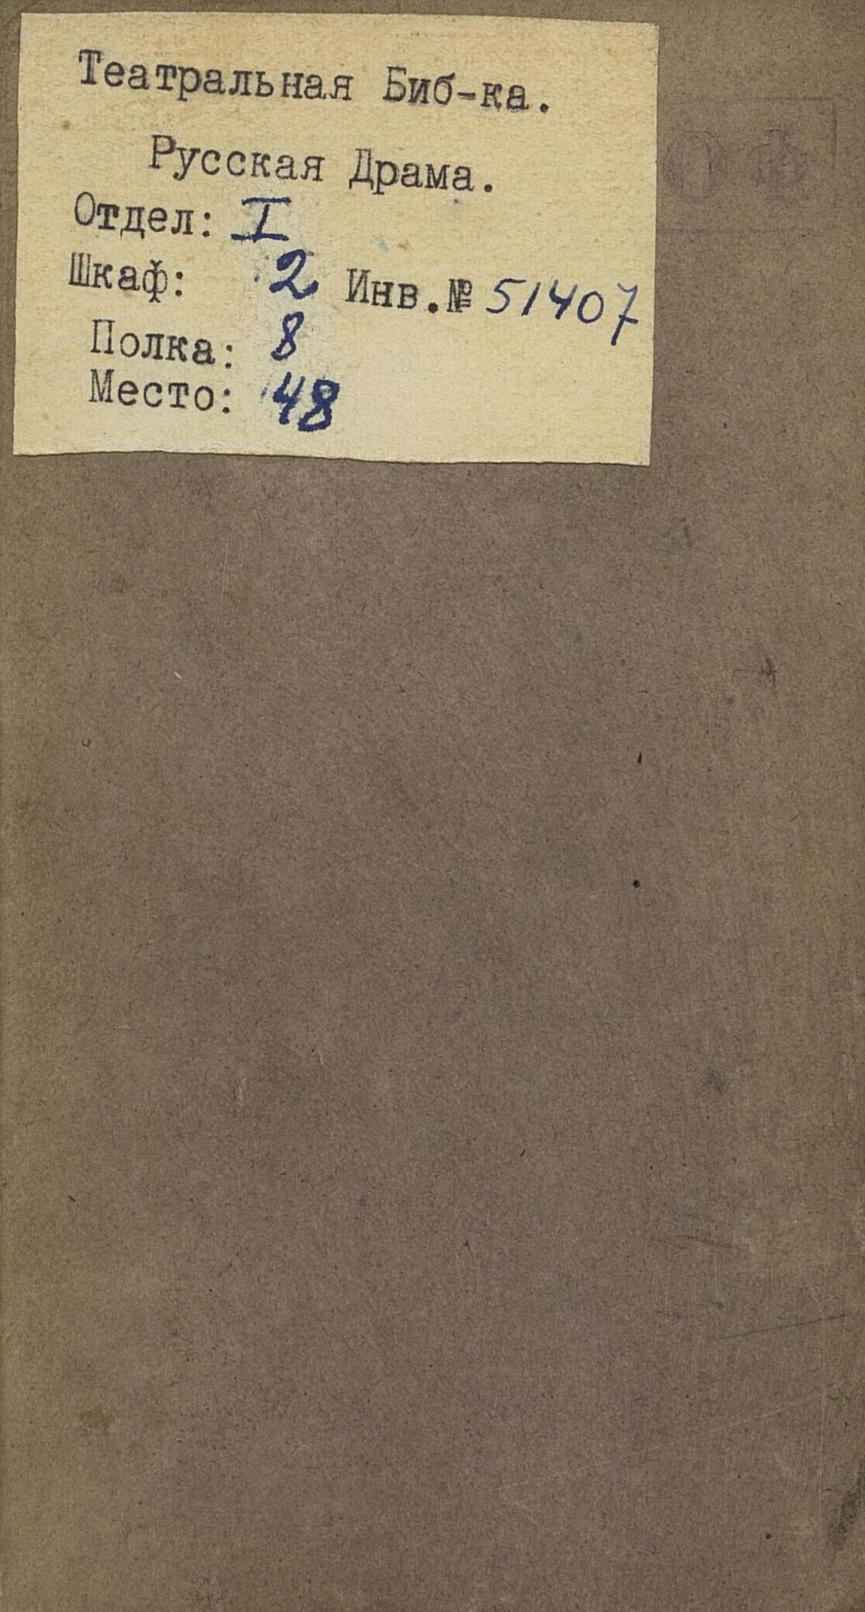 Театральная Биб-ка.
Русская Драма.
Отдел: I
Шкаф: 2 Инв.№ 51407
Полка: 8
Место: 48